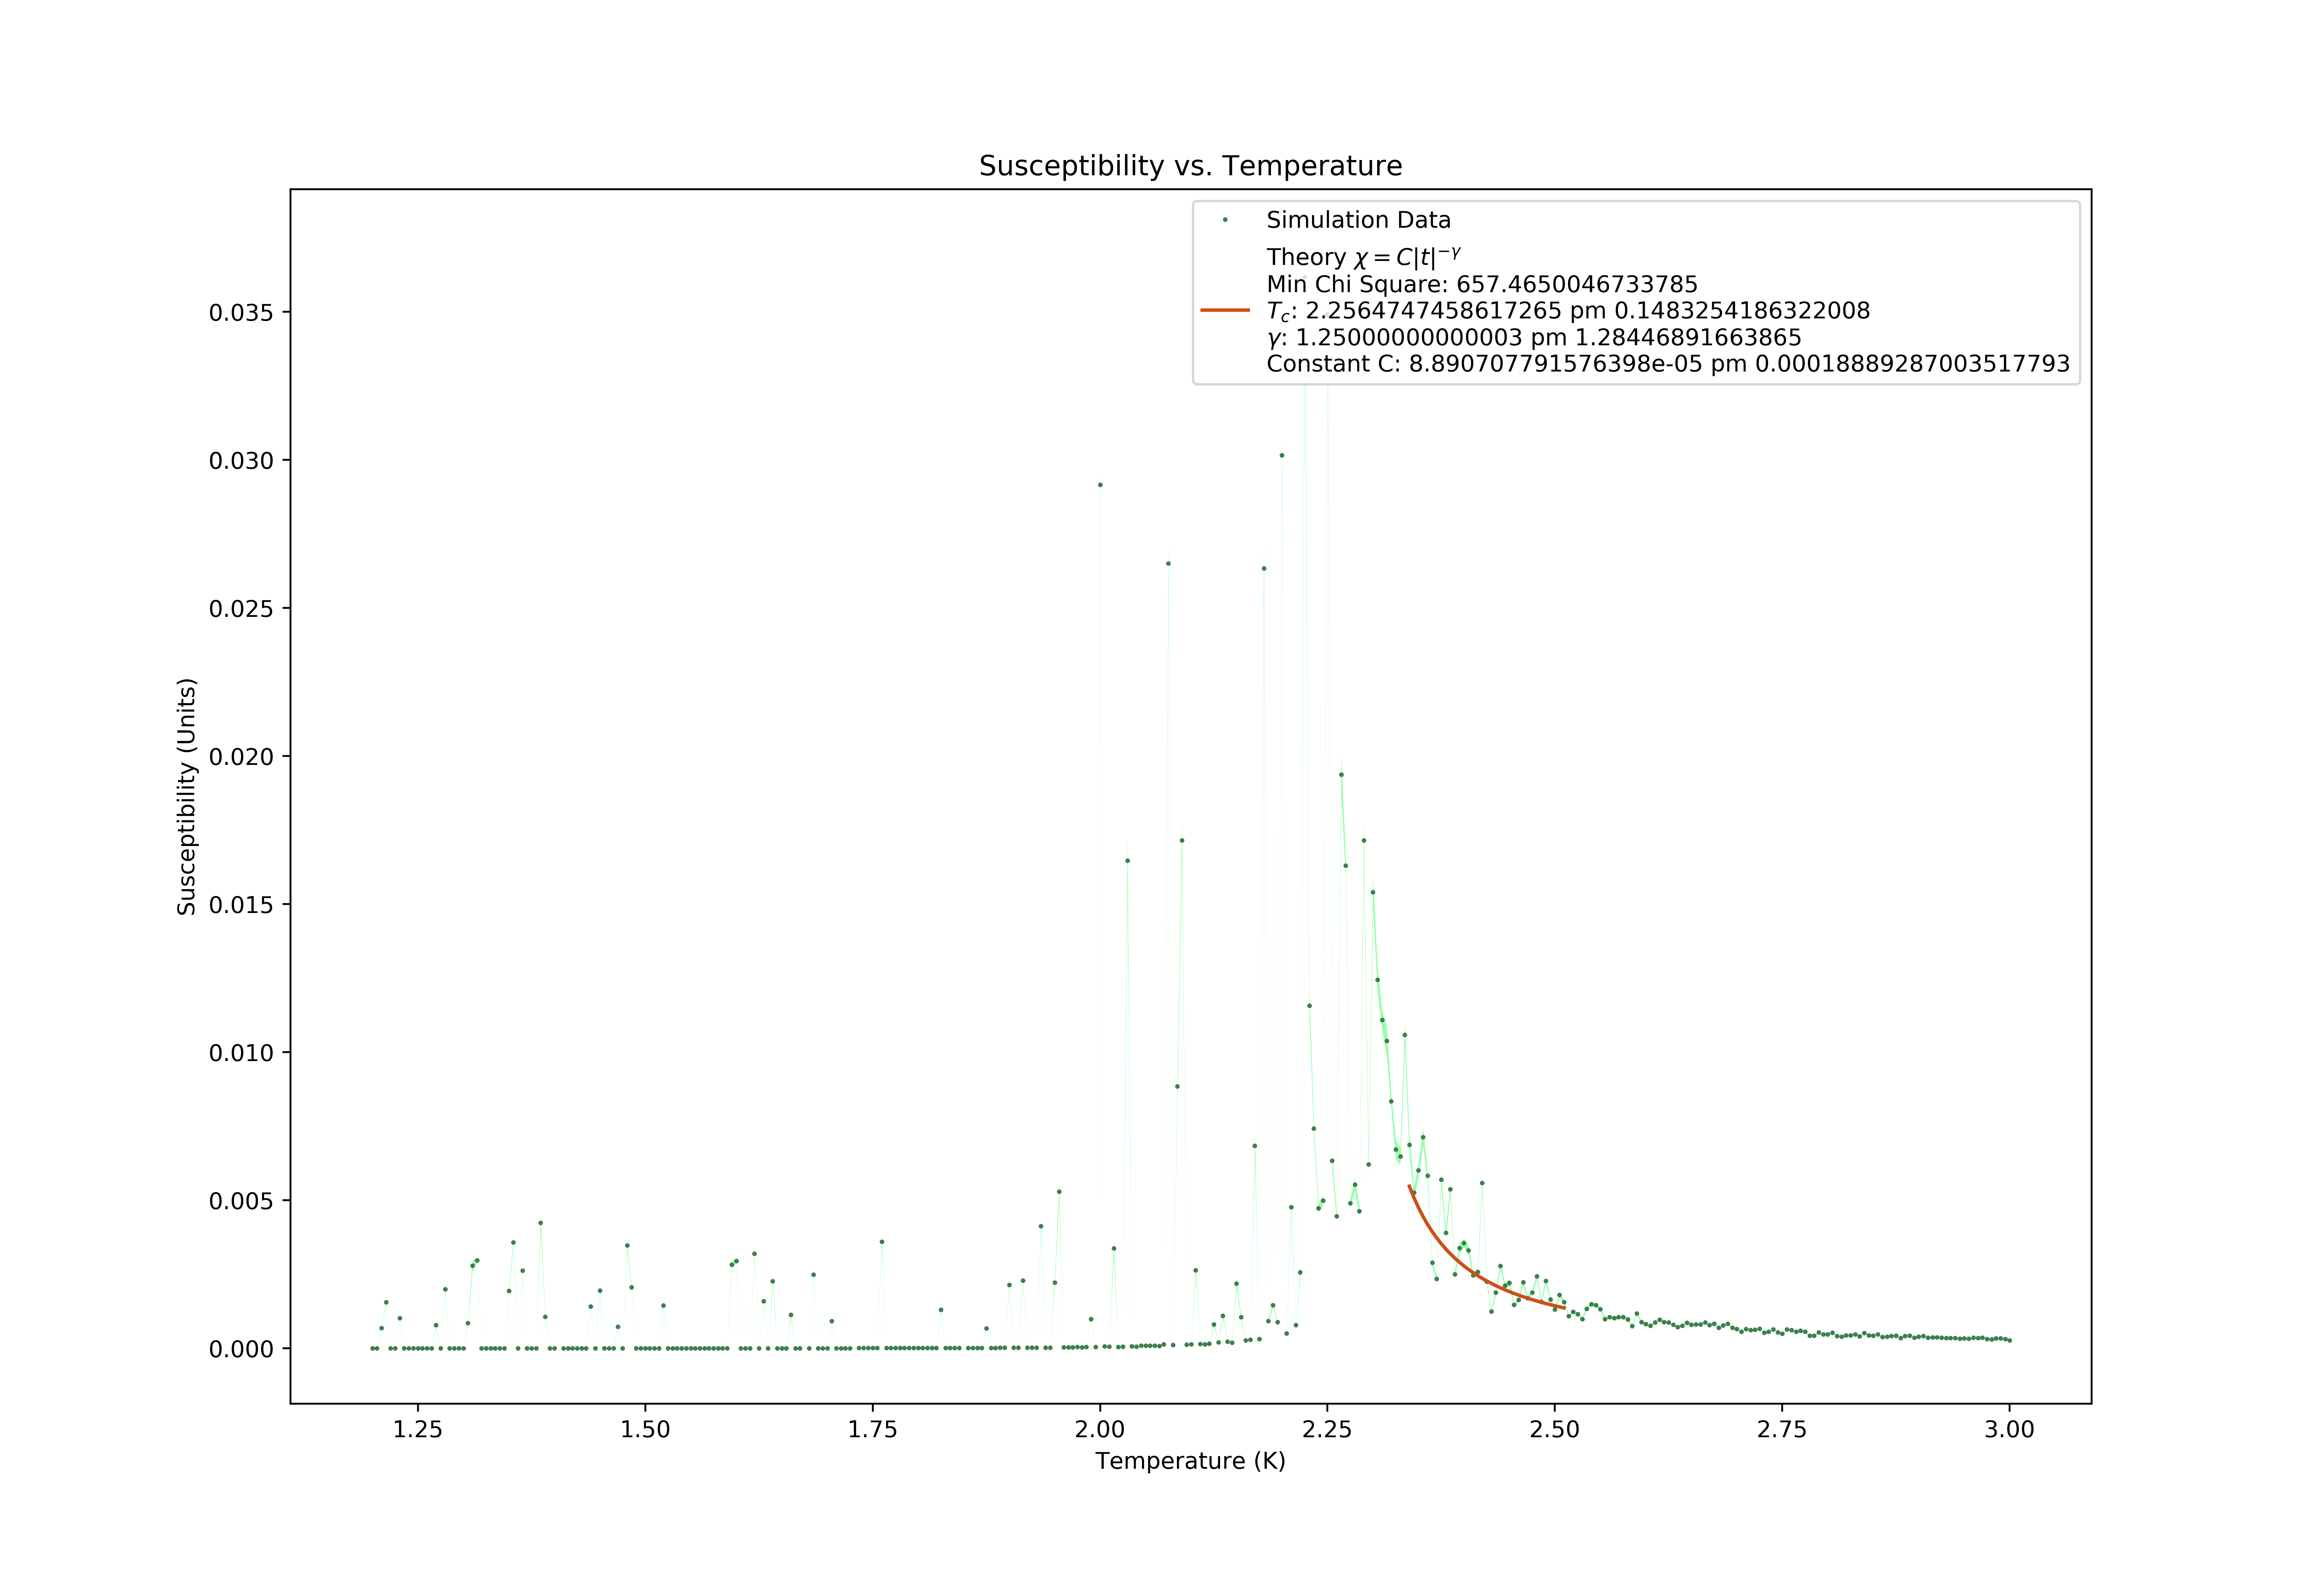 Susceptibility vs. Temperature
Simulation Data
Theory χ = C|t|^{−γ}
Min Chi Square: 657.4650046733785
T_c: 2.2564747458617265 pm 0.1483254186322008
γ: 1.25000000000003 pm 1.28446891663865
Constant C: 8.890707791576398e-05 pm 0.00018889287003517793
Susceptibility (Units)
0.035
0.030
0.025
0.020
0.015
0.010
0.005
0.000
1.25 1.50 1.75 2.00 2.25 2.50 2.75 3.00
Temperature (K)